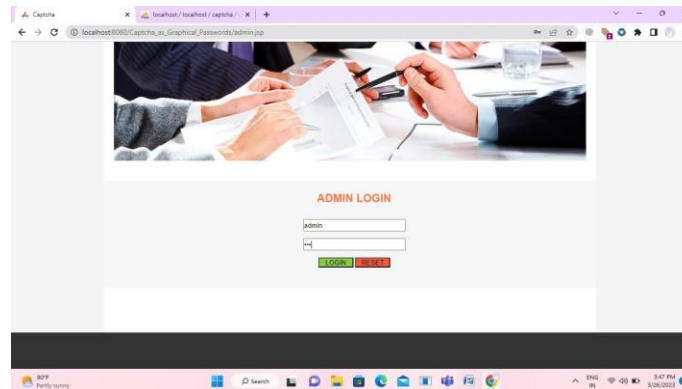 Captcha
localhost / localhost / captcha /
localhost:8080/Captcha_as_Graphical_Passwords/admin.jsp
ADMIN LOGIN
admin
•••
LOGIN RESET
90°F
Partly sunny
Search
ENG
IN
3:47 PM
3/26/2023